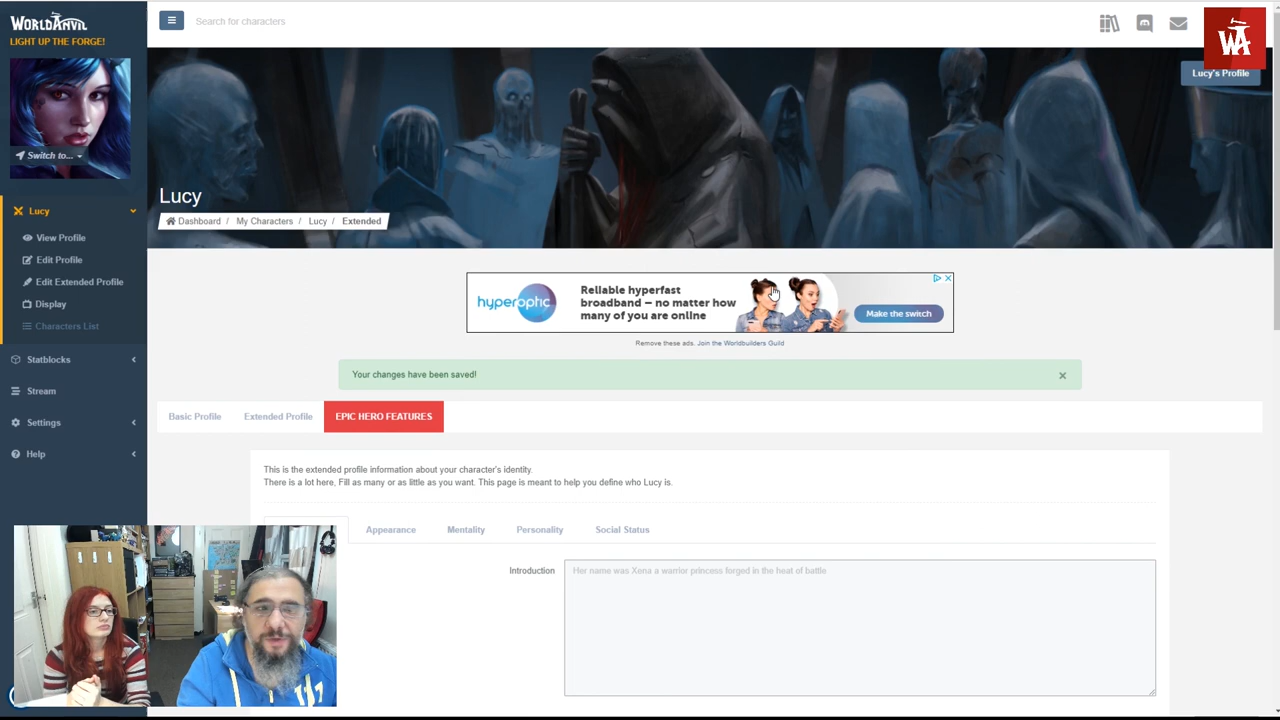 WORLDANVIL
LIGHT UP THE FORGE!
Search for characters
WA
Lucy's Profile
Switch to...
Lucy
Dashboard / My Characters / Lucy / Extended
Lucy
View Profile
Edit Profile
Edit Extended Profile
Display
Characters List
Statblocks
Stream
Settings
Help
hyperoptic
Reliable hyperfast
broadband – no matter how
many of you are online
Make the switch
Remove these ads. Join the Worldbuilders Guild
Your changes have been saved!
×
Basic Profile
Extended Profile
EPIC HERO FEATURES
This is the extended profile information about your character's identity.
There is a lot here, Fill as many or as little as you want. This page is meant to help you define who Lucy is.
Appearance
Mentality
Personality
Social Status
Introduction
Her name was Xena a warrior princess forged in the heat of battle